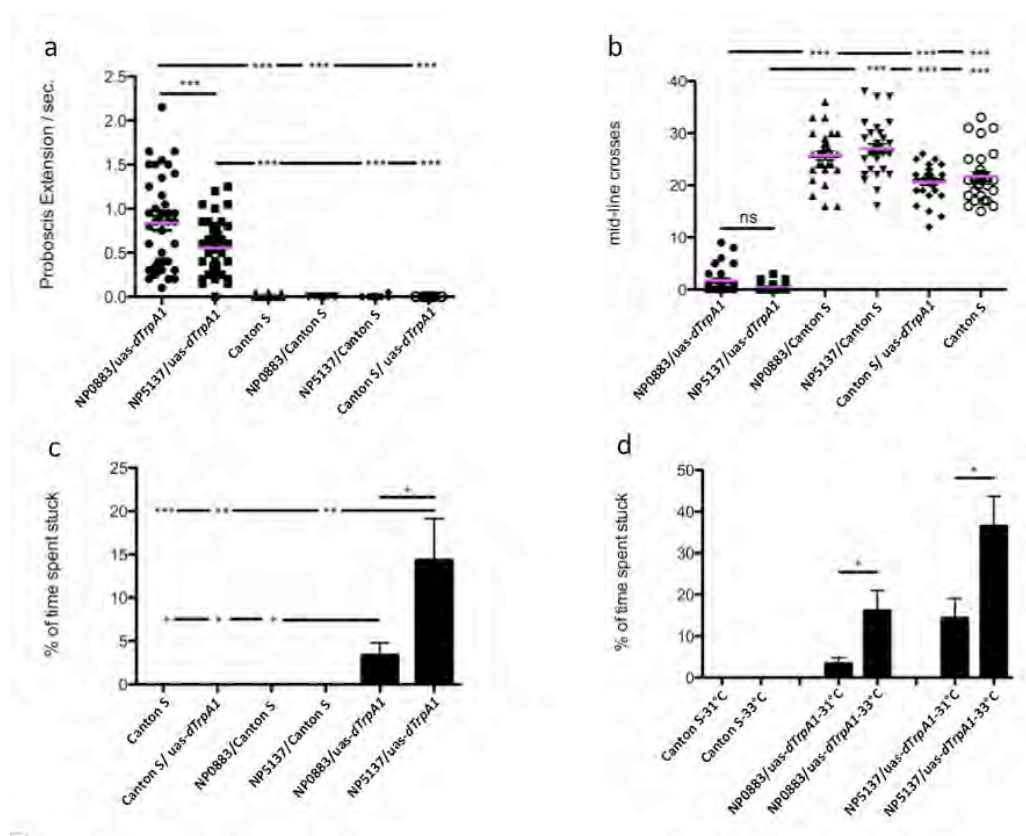 a
*** *** ***
***
*** *** ***
Proboscis Extension / sec.
2.5
2.0
1.5
1.0
0.5
0.0
NP0883/uas-dTrpA1
NP5137/uas-dTrpA1
Canton S
NP0883/Canton S
NP5137/Canton S
Canton S/ uas-dTrpA1
b
*** *** ***
*** *** ***
ns
mid-line crosses
40
30
20
10
0
NP0883/uas-dTrpA1
NP5137/uas-dTrpA1
NP0883/Canton S
NP5137/Canton S
Canton S/ uas-dTrpA1
Canton S
c
% of time spent stuck
25
20
15
10
5
0
*** ** **
Canton S
Canton S/ uas-dTrpA1
NP0883/Canton S
NP5137/Canton S
NP0883/uas-dTrpA1
NP5137/uas-dTrpA1
d
% of time spent stuck
50
40
30
20
10
0
Canton S-31°C
Canton S-33°C
NP0883/uas-dTrpA1-31°C
NP0883/uas-dTrpA1-33°C
NP5137/uas-dTrpA1-31°C
NP5137/uas-dTrpA1-33°C